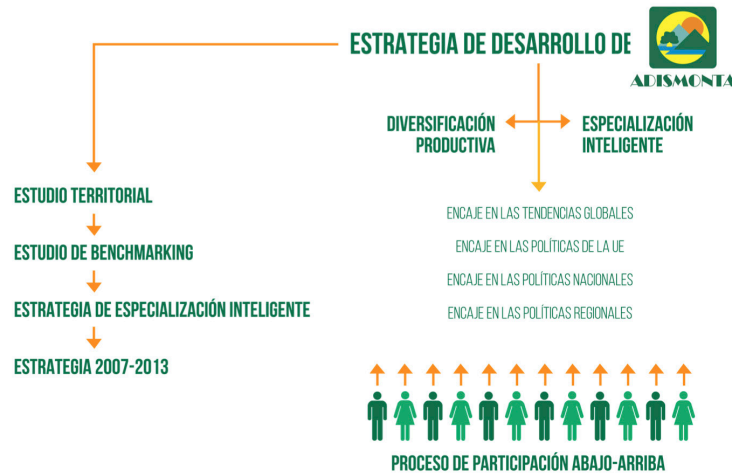 ESTRATEGIA DE DESARROLLO DE
ADISMONTA
DIVERSIFICACIÓN
PRODUCTIVA
ESPECIALIZACIÓN
INTELIGENTE
ESTUDIO TERRITORIAL
ESTUDIO DE BENCHMARKING
ESTRATEGIA DE ESPECIALIZACIÓN INTELIGENTE
ESTRATEGIA 2007-2013
ENCAJE EN LAS TENDENCIAS GLOBALES
ENCAJE EN LAS POLÍTICAS DE LA UE
ENCAJE EN LAS POLÍTICAS NACIONALES
ENCAJE EN LAS POLÍTICAS REGIONALES
PROCESO DE PARTICIPACIÓN ABAJO-ARRIBA